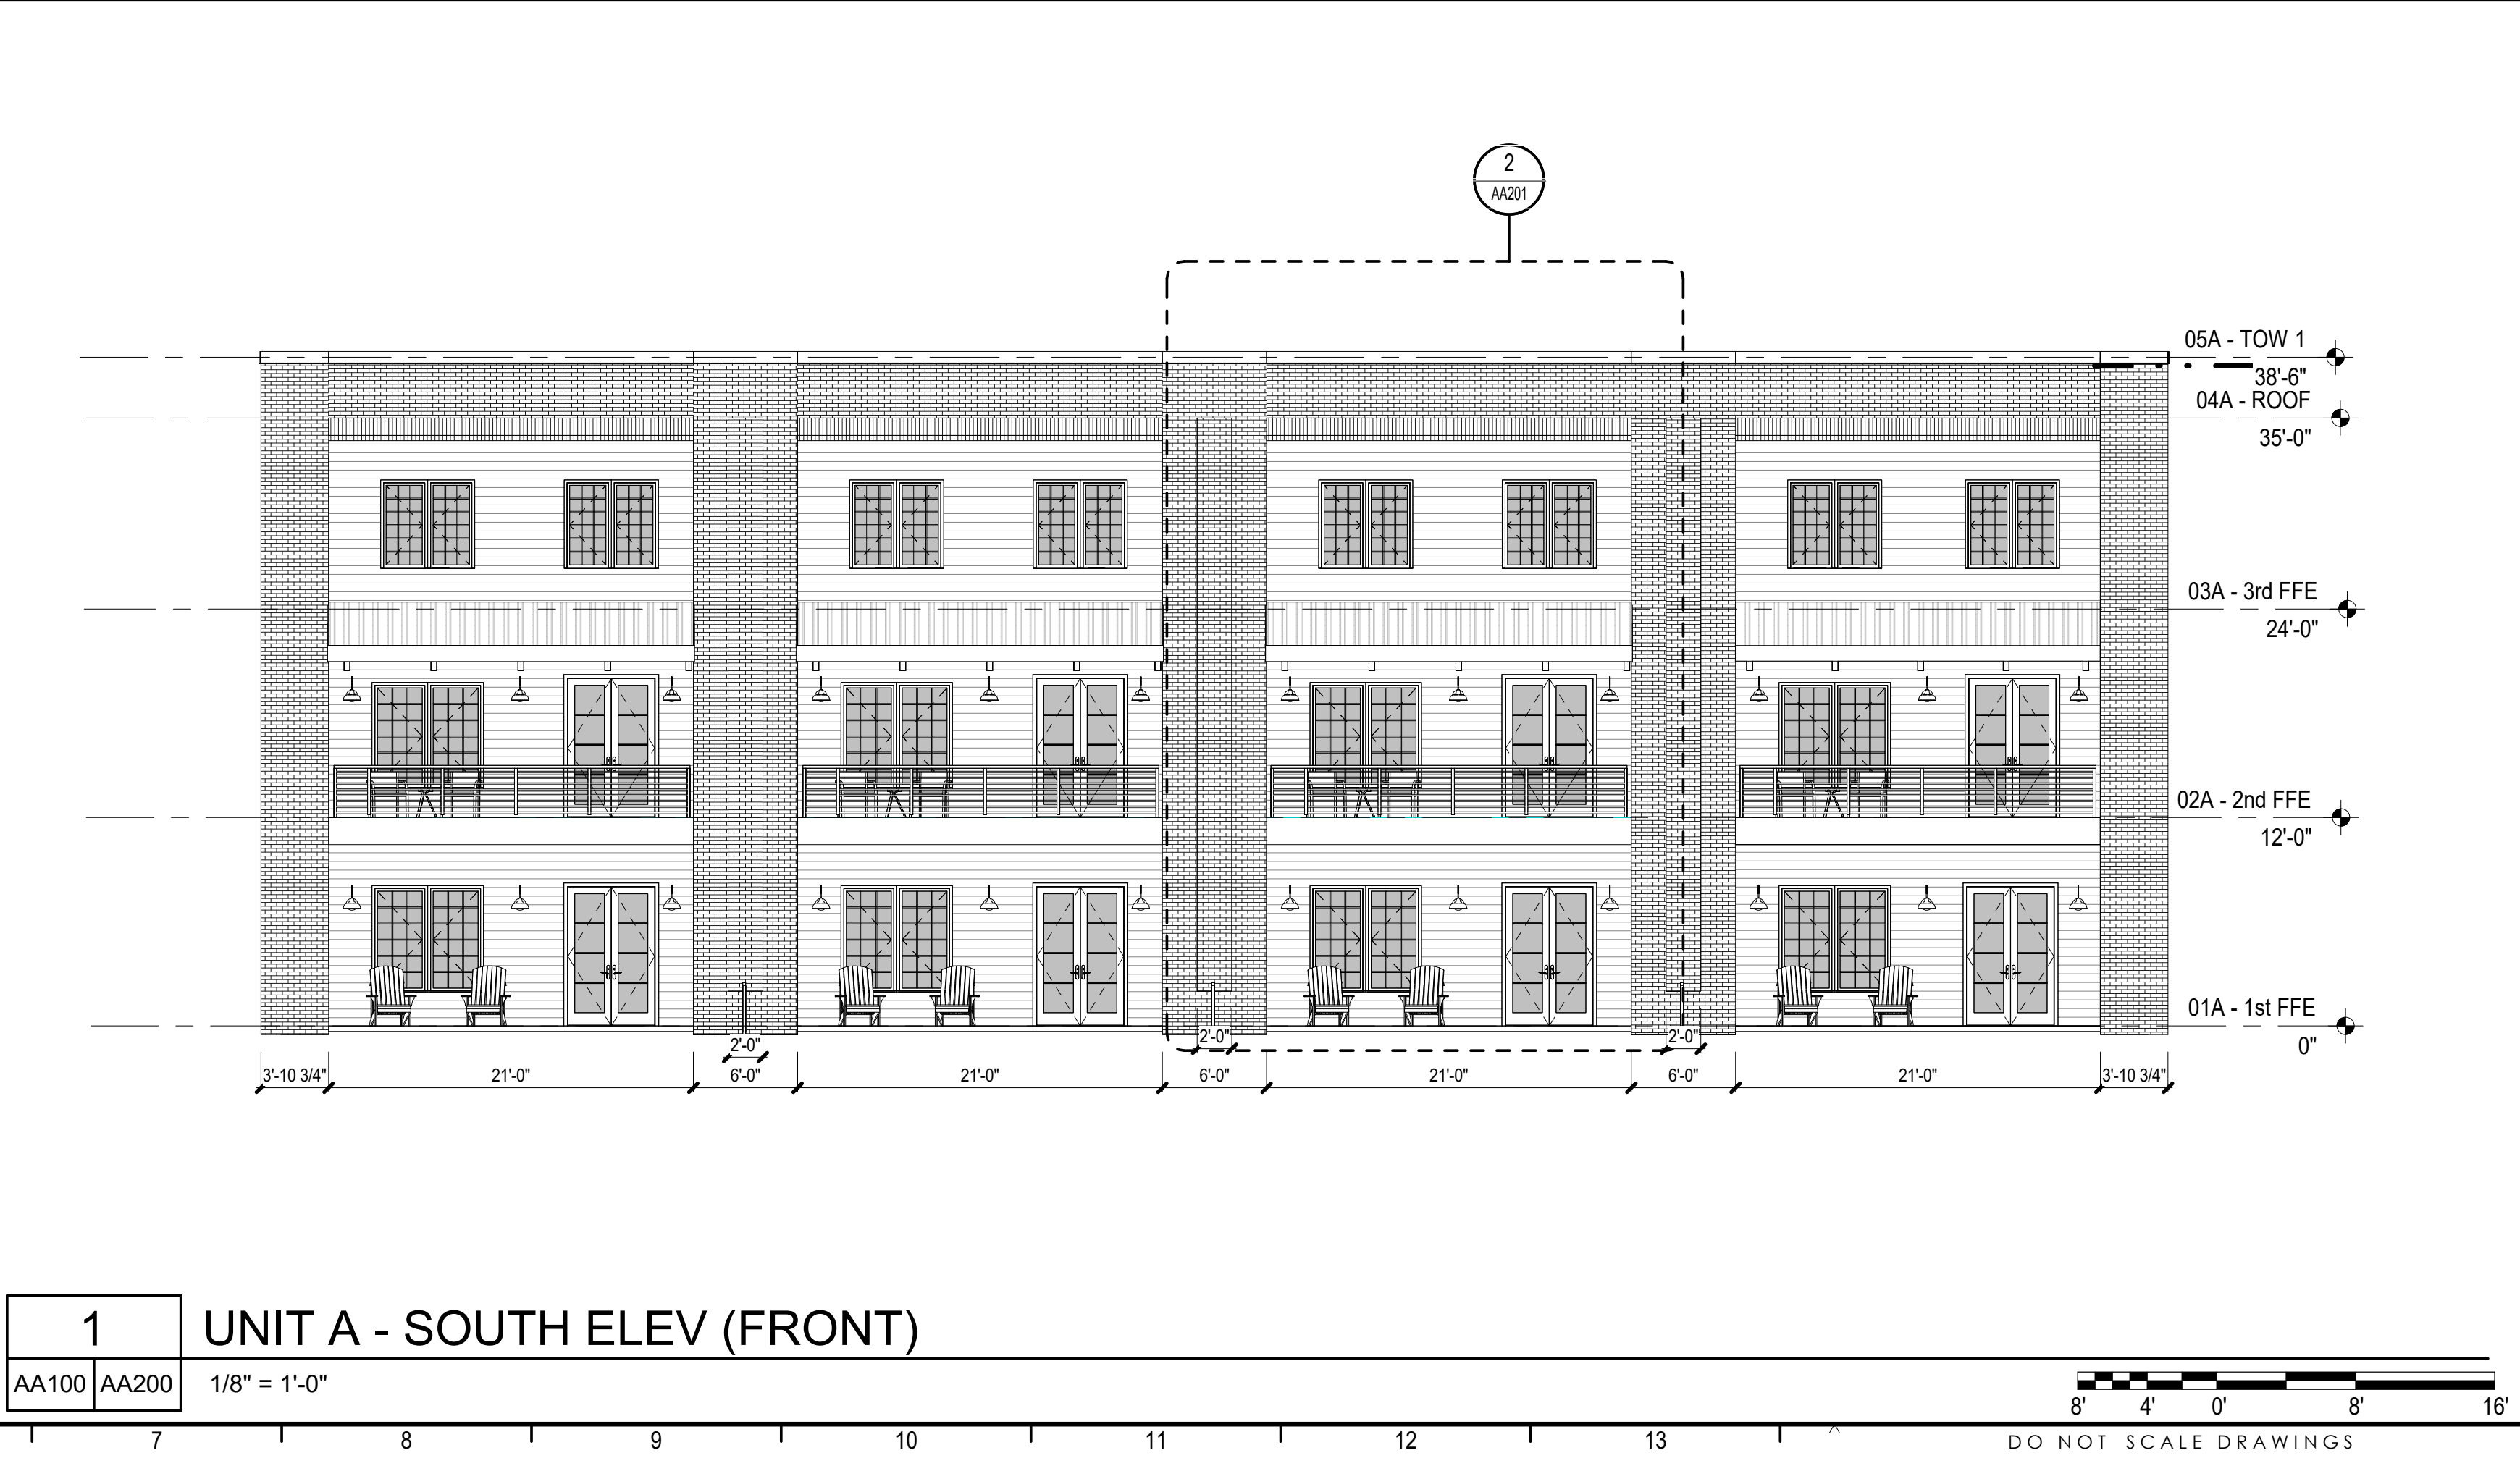 2
AA201
05A - TOW 1
38'-6"
04A - ROOF
35'-0"
03A - 3rd FFE
24'-0"
02A - 2nd FFE
12'-0"
01A - 1st FFE
0"
2'-0" 2'-0" 2'-0"
3'-10 3/4" 21'-0" 6'-0" 21'-0" 6'-0" 21'-0" 6'-0" 21'-0" 3'-10 3/4"
1 UNIT A - SOUTH ELEV (FRONT)
AA100 AA200 1/8" = 1'-0"
8' 4' 0' 8' 16'
7 8 9 10 11 12 13
DO NOT SCALE DRAWINGS